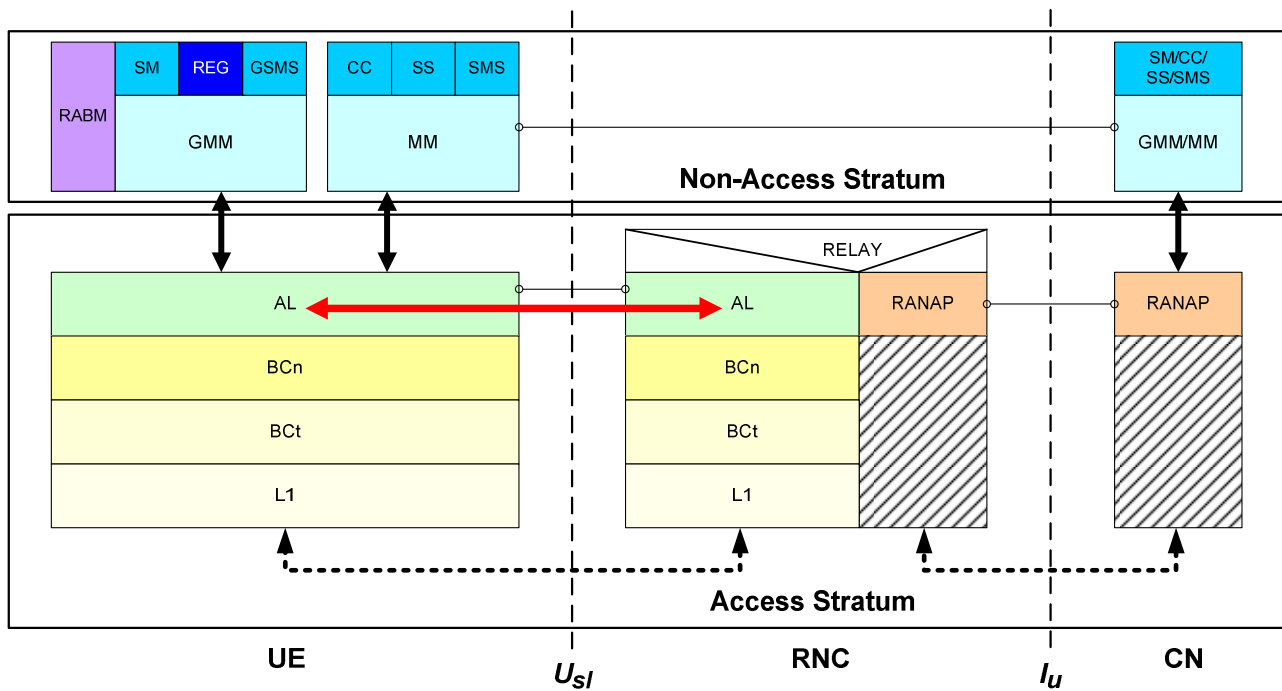 SM
REG
GSMS
CC
SS
SMS
SM/CC/
SS/SMS
RABM
GMM
MM
GMM/MM
Non-Access Stratum
RELAY
AL
AL
RANAP
RANAP
BCn
BCn
BCt
BCt
L1
L1
Access Stratum
UE
Usl
RNC
Iu
CN